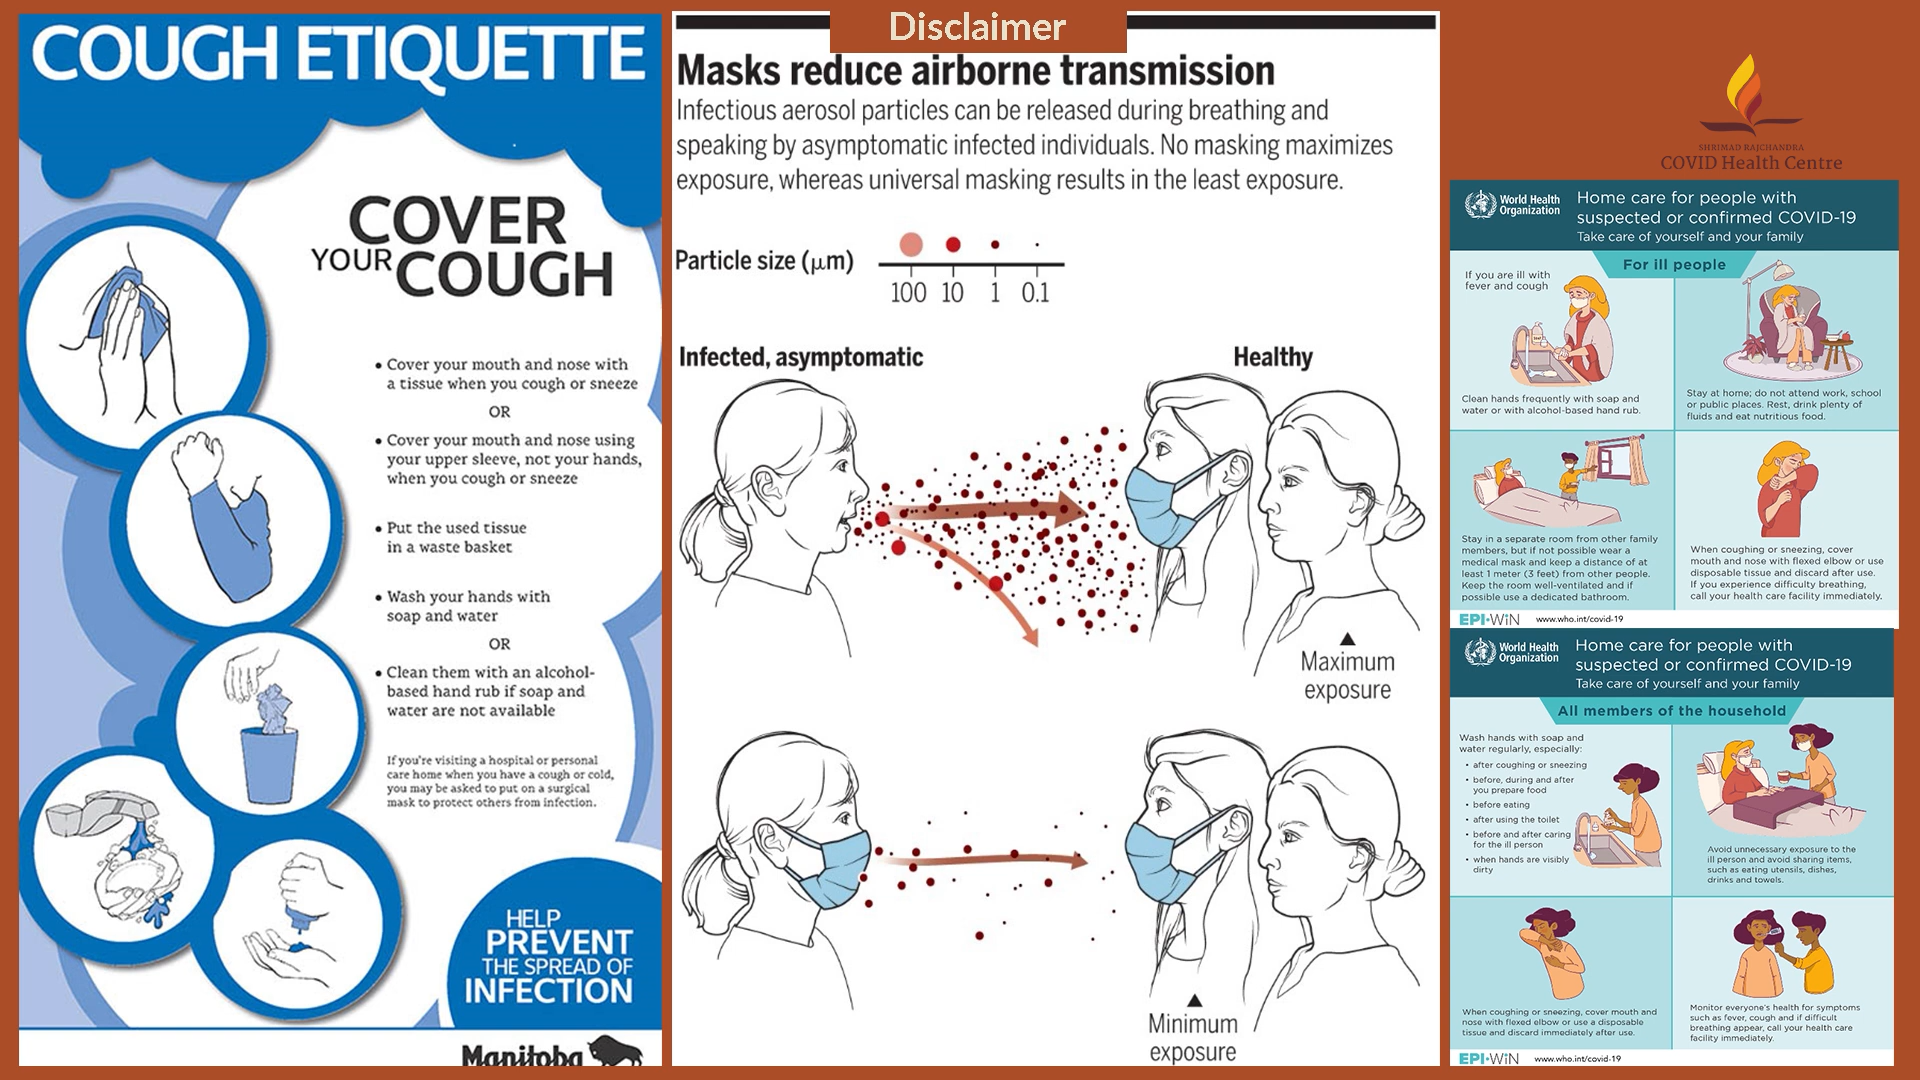 Disclaimer
COUGH ETIQUETTE
COVER
YOUR COUGH
• Cover your mouth and nose with
a tissue when you cough or sneeze
OR
• Cover your mouth and nose using
your upper sleeve, not your hands,
when you cough or sneeze
• Put the used tissue
in a waste basket
• Wash your hands with
soap and water
OR
• Clean them with an alcohol-
based hand rub if soap and
water are not available
If you're visiting a hospital or personal
care home when you have a cough or cold,
you may be asked to put on a surgical
mask to protect others from infection.
HELP
PREVENT
THE SPREAD OF
INFECTION
Manitoba
Masks reduce airborne transmission
Infectious aerosol particles can be released during breathing and
speaking by asymptomatic infected individuals. No masking maximizes
exposure, whereas universal masking results in the least exposure.
Particle size (μm)
100 10 1 0.1
Infected, asymptomatic
Healthy
Maximum
exposure
Minimum
exposure
SHRIMAD RAJCHANDRA
COVID Health Centre
World Health
Organization
Home care for people with
suspected or confirmed COVID-19
Take care of yourself and your family
For ill people
If you are ill with
fever and cough
Clean hands frequently with soap and
water or with alcohol-based hand rub.
Stay at home; do not attend work, school
or public places. Rest, drink plenty of
fluids and eat nutritious food.
Stay in a separate room from other family
members, but if not possible wear a
medical mask and keep a distance of at
least 1 meter (3 feet) from other people.
Keep the room well-ventilated and if
possible use a dedicated bathroom.
When coughing or sneezing, cover
mouth and nose with flexed elbow or use
disposable tissue and discard after use.
If you experience difficulty breathing,
call your health care facility immediately.
EPI•WiN www.who.int/covid-19
World Health
Organization
Home care for people with
suspected or confirmed COVID-19
Take care of yourself and your family
All members of the household
Wash hands with soap and
water regularly, especially:
• after coughing or sneezing
• before, during and after
you prepare food
• before eating
• after using the toilet
• before and after caring
for the ill person
• when hands are visibly
dirty
Avoid unnecessary exposure to the
ill person and avoid sharing items,
such as eating utensils, dishes,
drinks and towels.
When coughing or sneezing, cover mouth and
nose with flexed elbow or use a disposable
tissue and discard immediately after use.
Monitor everyone's health for symptoms
such as fever, cough and if difficult
breathing appear, call your health care
facility immediately.
EPI•WiN www.who.int/covid-19